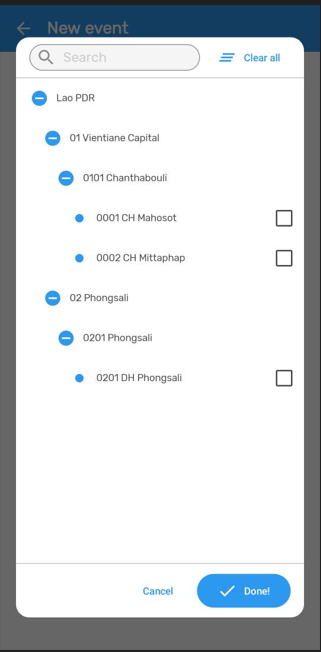 New event
Search
Clear all
Lao PDR
01 Vientiane Capital
0101 Chanthabouli
0001 CH Mahosot
0002 CH Mittaphap
02 Phongsali
0201 Phongsali
0201 DH Phongsali
Cancel
Done!